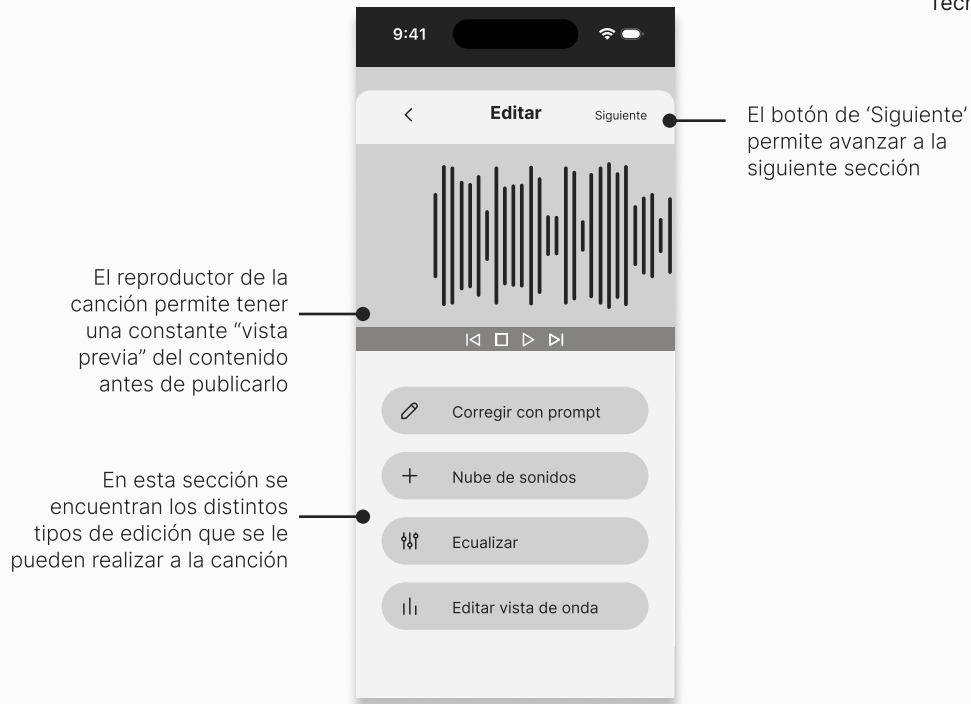 9:41
Editar
Siguiente
El botón de ‘Siguiente’
permite avanzar a la
siguiente sección
El reproductor de la
canción permite tener
una constante “vista
previa” del contenido
antes de publicarlo
Corregir con prompt
Nube de sonidos
Ecualizar
Editar vista de onda
En esta sección se
encuentran los distintos
tipos de edición que se le
pueden realizar a la canción